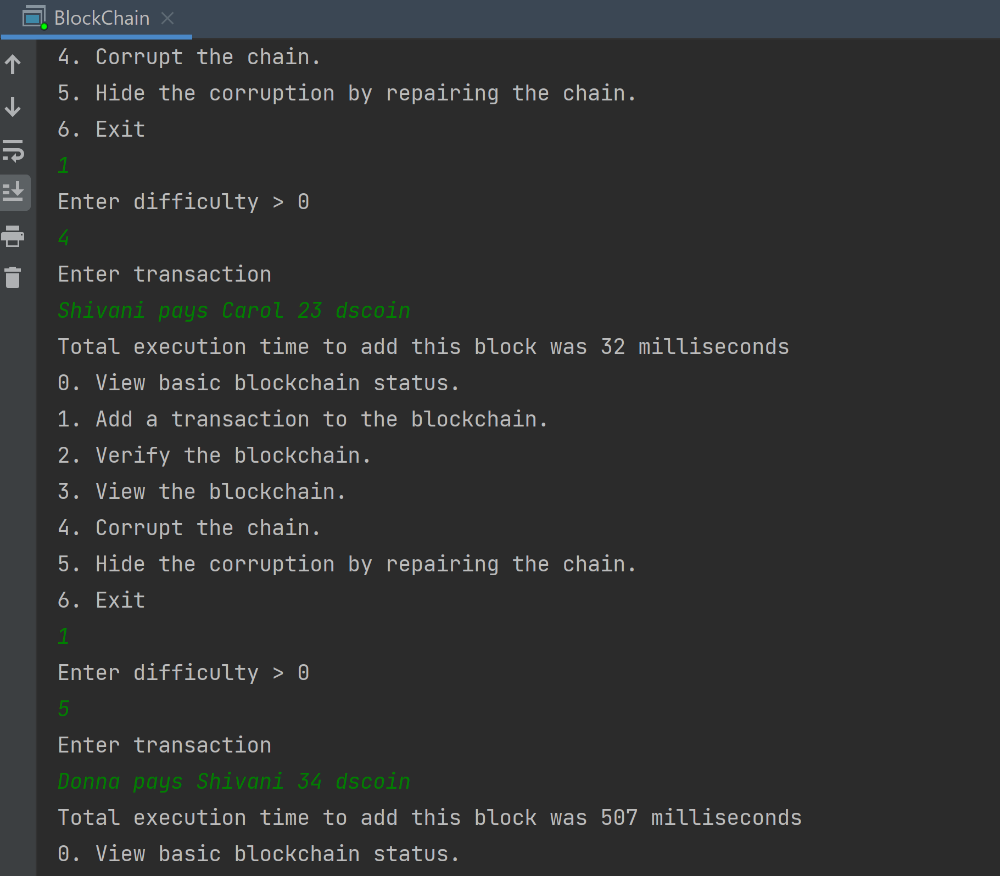 BlockChain
4. Corrupt the chain.
5. Hide the corruption by repairing the chain.
6. Exit
1
Enter difficulty > 0
4
Enter transaction
Shivani pays Carol 23 dscoin
Total execution time to add this block was 32 milliseconds
0. View basic blockchain status.
1. Add a transaction to the blockchain.
2. Verify the blockchain.
3. View the blockchain.
4. Corrupt the chain.
5. Hide the corruption by repairing the chain.
6. Exit
1
Enter difficulty > 0
5
Enter transaction
Donna pays Shivani 34 dscoin
Total execution time to add this block was 507 milliseconds
0. View basic blockchain status.